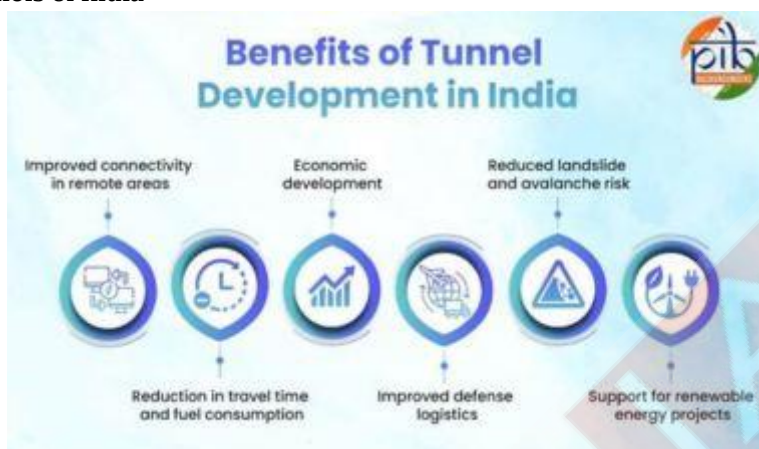 Benefits of Tunnel
Development in India
pib
Improved connectivity
in remote areas
Economic
development
Reduced landslide
and avalanche risk
Reduction in travel time
and fuel consumption
Improved defense
logistics
Support for renewable
energy projects